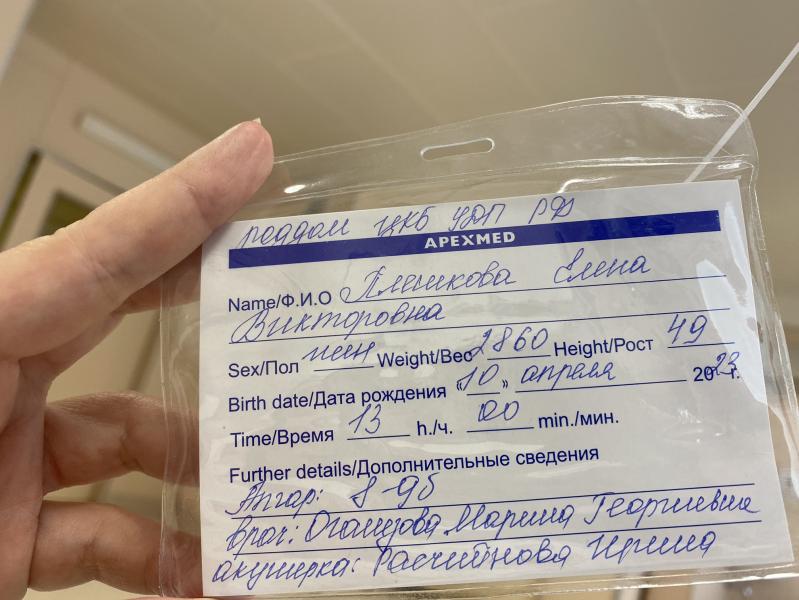 роддом ЦКБ УДП РФ
APEXMED
Name/Ф.И.О Плешкова Елена
Викторовна
Sex/Пол жен Weight/Вес 2860 Height/Рост 49
Birth date/Дата рождения «10» апреля 2023 г.
Time/Время 13 h./ч. 00 min./мин.
Further details/Дополнительные сведения
Апгар: 8-9б
врач: Марина Георгиевна
акушерка: Ирина